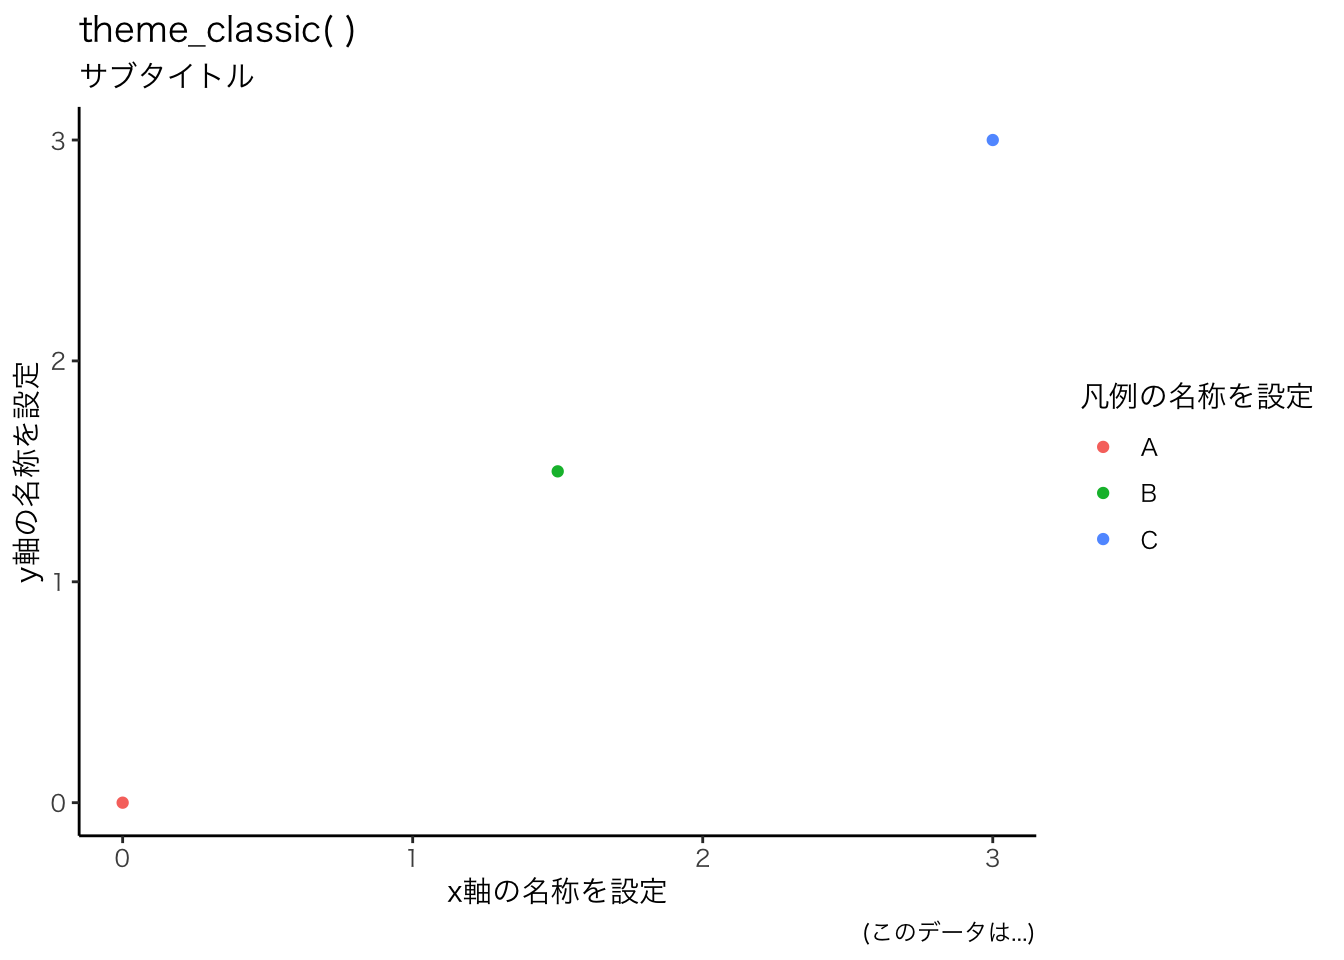 theme_classic( )
サブタイトル
3
2
1
0
y軸の名称を設定
0 1 2 3
x軸の名称を設定
凡例の名称を設定
A
B
C
(このデータは...)